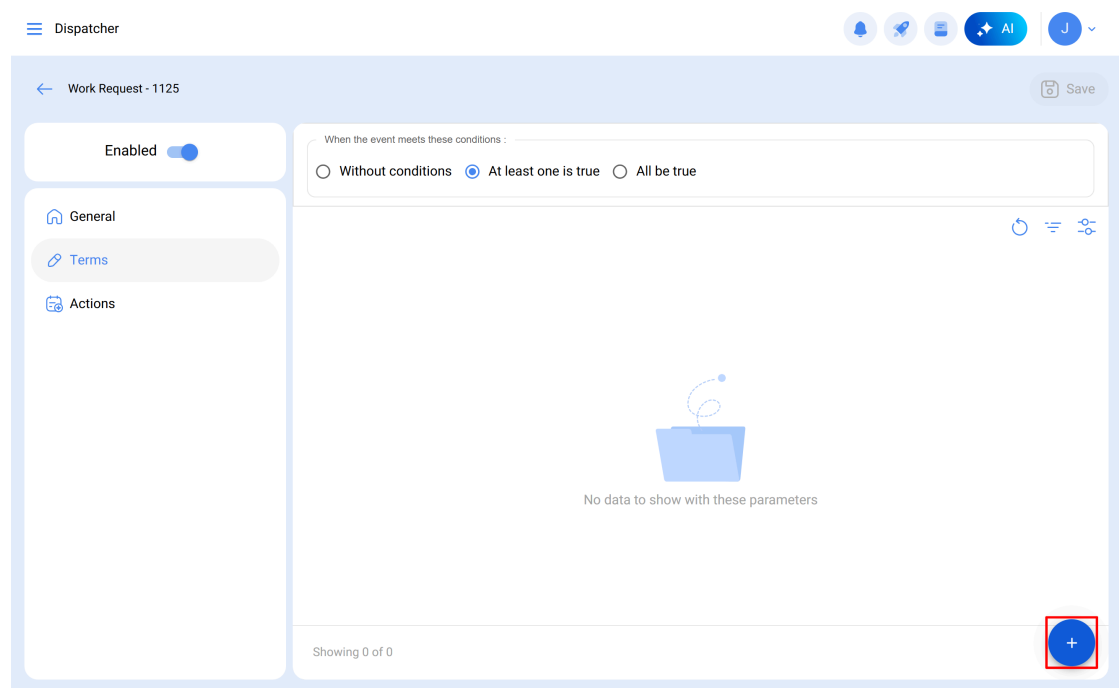 Dispatcher
AI
J
Work Request - 1125
Save
Enabled
General
Terms
Actions
When the event meets these conditions :
Without conditions
At least one is true
All be true
No data to show with these parameters
Showing 0 of 0
+